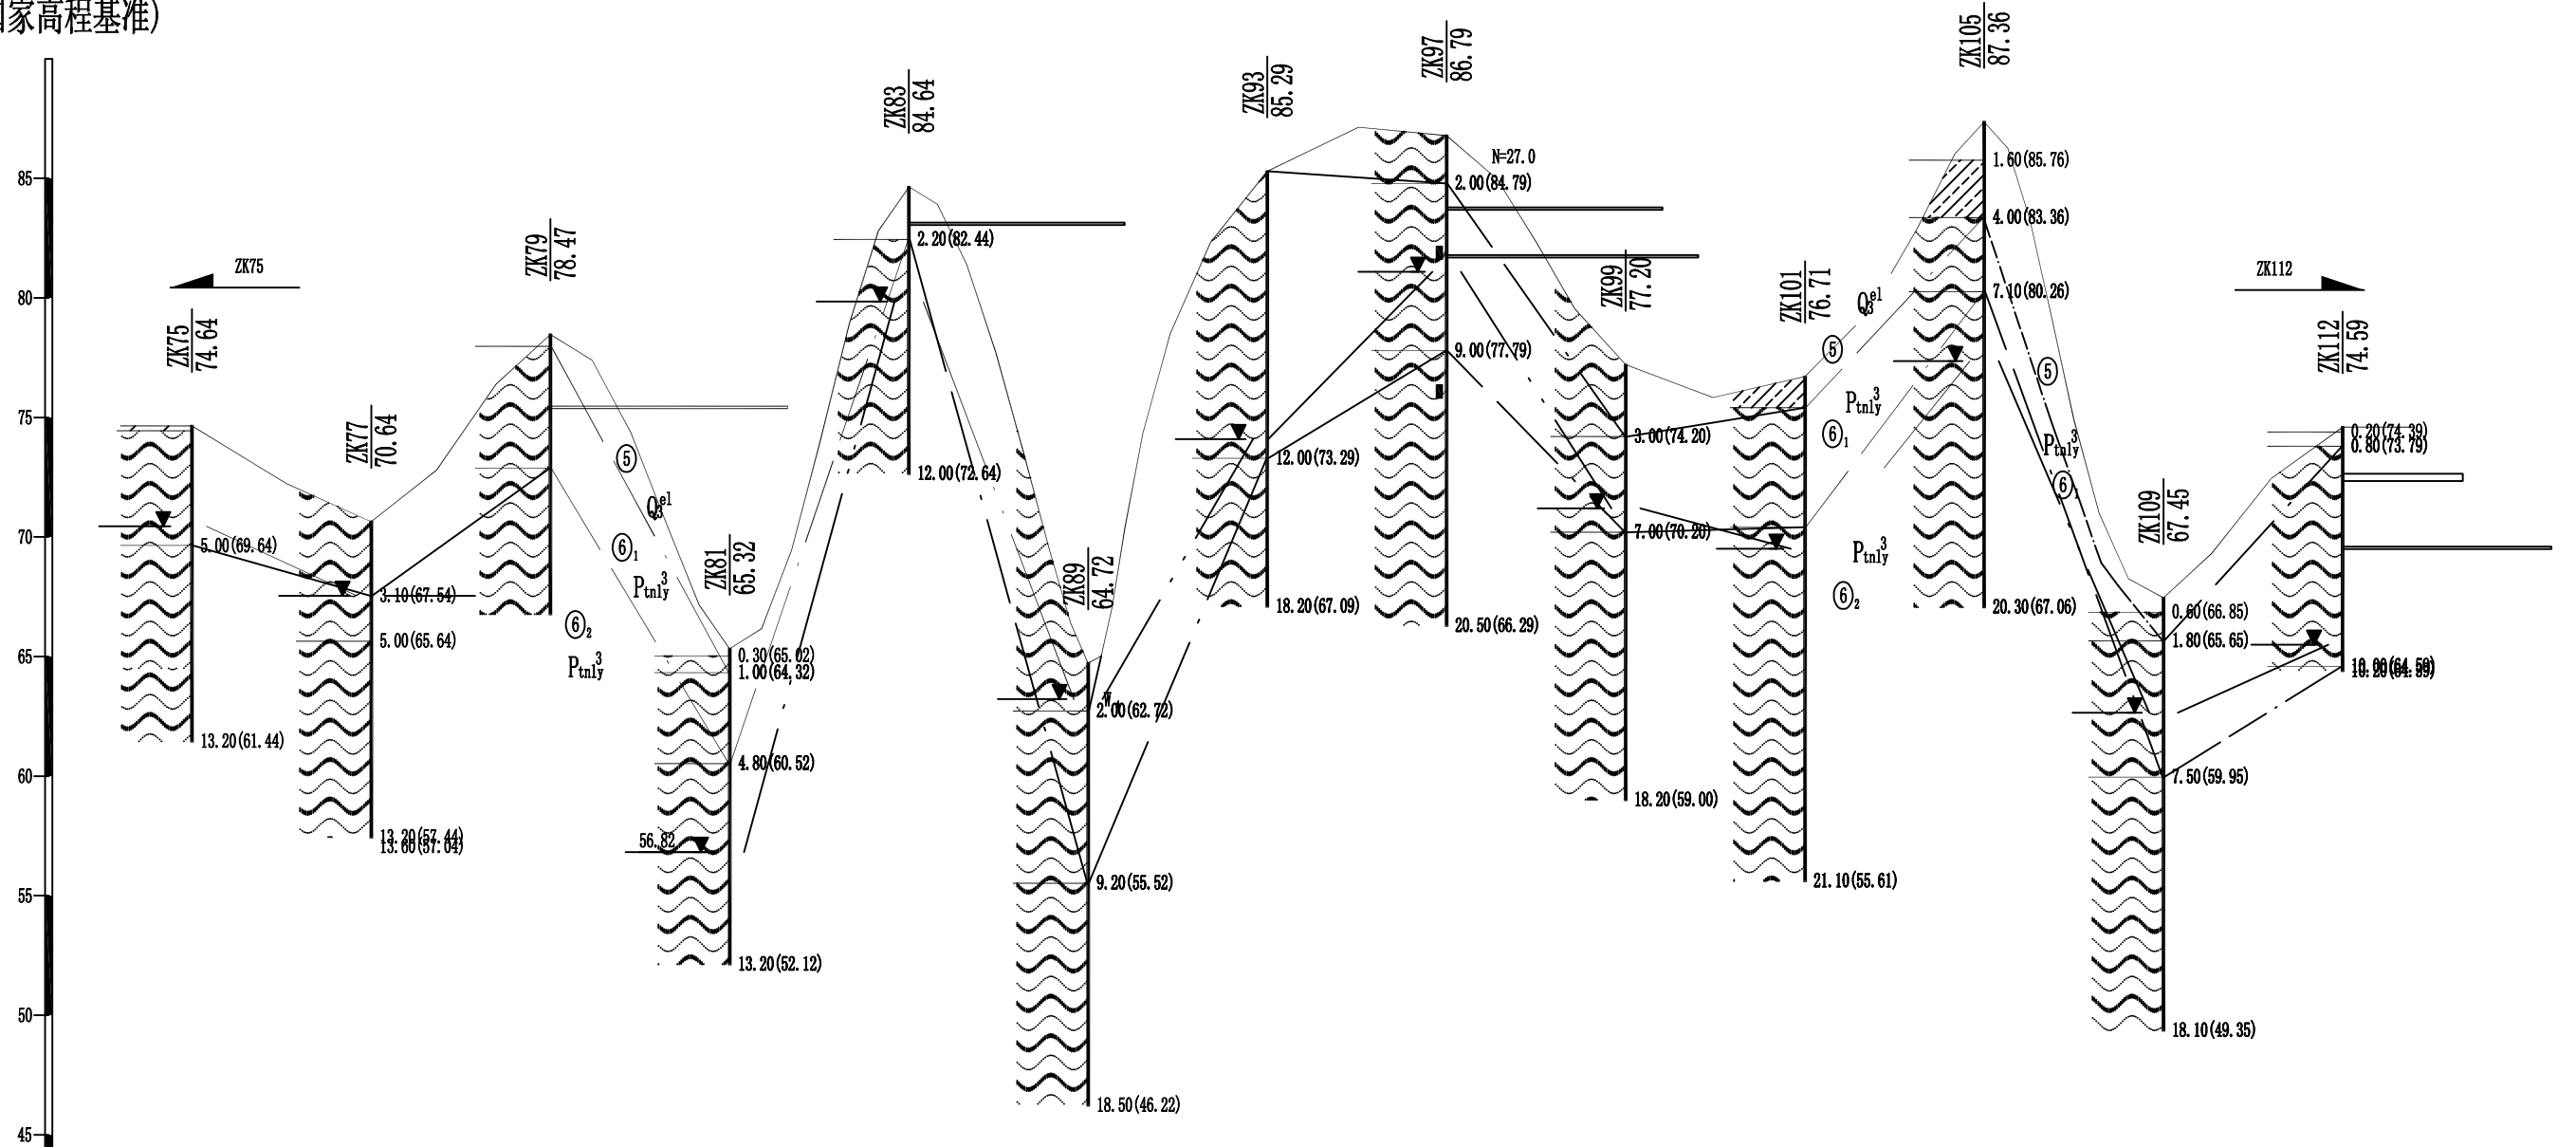 国家高程基准)
85
80
75
70
65
60
55
50
45
ZK75
ZK75
74.64
5.00(69.64)
13.20(61.44)
ZK77
70.64
3.10(67.54)
5.00(65.64)
13.20(57.44)
13.60(57.04)
ZK79
78.47
⑤
Q₃ᵉˡ
⑥₁
Ptnly³
⑥₂
Ptnly³
ZK81
65.32
0.30(65.02)
1.00(64.32)
4.80(60.52)
56.82
13.20(52.12)
ZK83
84.64
2.20(82.44)
12.00(72.64)
ZK89
64.72
2.00(62.72)
9.20(55.52)
18.50(46.22)
ZK93
85.29
12.00(73.29)
18.20(67.09)
ZK97
86.79
N=27.0
2.00(84.79)
9.00(77.79)
20.50(66.29)
ZK99
77.20
3.00(74.20)
7.00(70.20)
18.20(59.00)
ZK101
76.71
21.10(55.61)
Q₃ᵉˡ
⑤
Ptnly³
⑥₁
Ptnly³
⑥₂
ZK105
87.36
1.60(85.76)
4.00(83.36)
7.10(80.26)
20.30(67.06)
⑤
Ptnly³
⑥₁
ZK109
67.45
0.60(66.85)
1.80(65.65)
7.50(59.95)
18.10(49.35)
ZK112
ZK112
74.59
0.20(74.39)
0.80(73.79)
10.00(64.59)